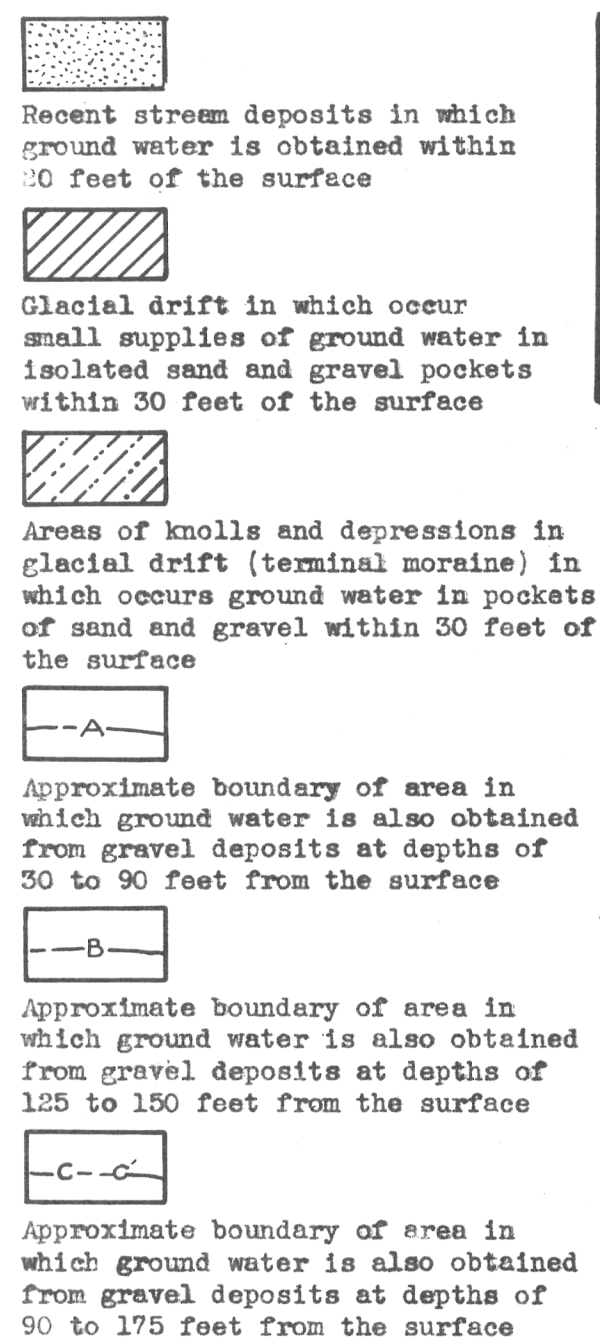 Recent stream deposits in which
ground water is obtained within
20 feet of the surface
Glacial drift in which occur
small supplies of ground water in
isolated sand and gravel pockets
within 30 feet of the surface
Areas of knolls and depressions in
glacial drift (terminal moraine) in
which occurs ground water in pockets
of sand and gravel within 30 feet of
the surface
A
Approximate boundary of area in
which ground water is also obtained
from gravel deposits at depths of
30 to 90 feet from the surface
B
Approximate boundary of area in
which ground water is also obtained
from gravel deposits at depths of
125 to 150 feet from the surface
C C'
Approximate boundary of area in
which ground water is also obtained
from gravel deposits at depths of
90 to 175 feet from the surface